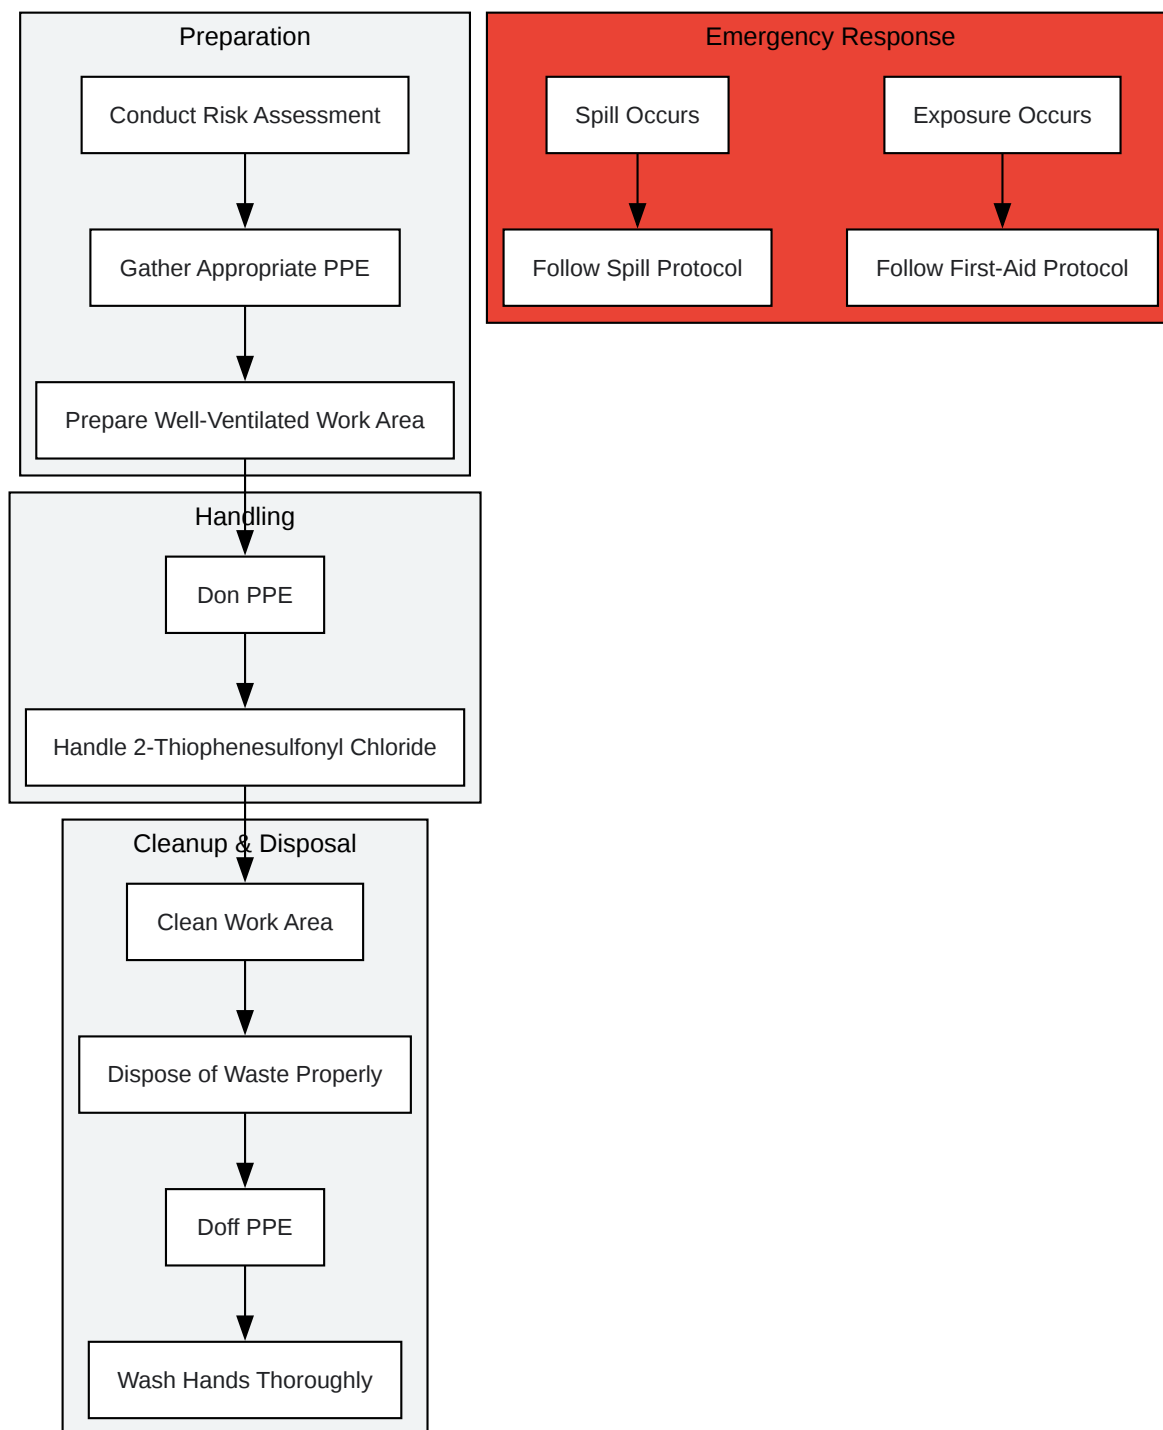 Preparation
Conduct Risk Assessment
Gather Appropriate PPE
Prepare Well-Ventilated Work Area
Emergency Response
Spill Occurs
Exposure Occurs
Follow Spill Protocol
Follow First-Aid Protocol
Handling
Don PPE
Handle 2-Thiophenesulfonyl Chloride
Cleanup & Disposal
Clean Work Area
Dispose of Waste Properly
Doff PPE
Wash Hands Thoroughly